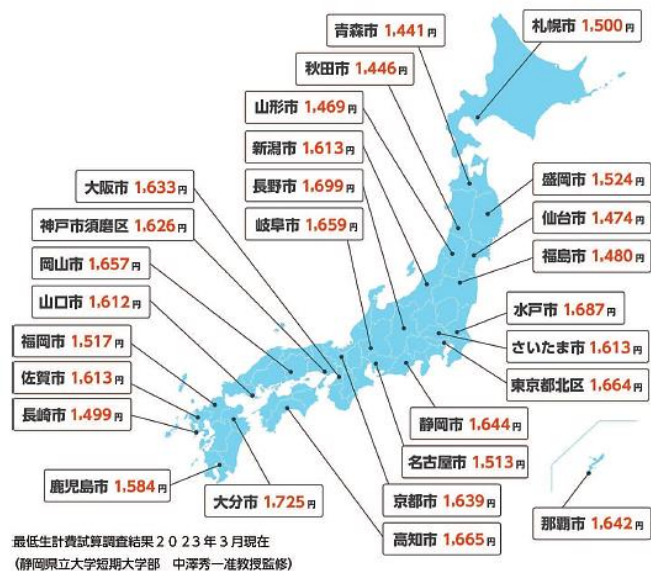 青森市 1,441円
札幌市 1,500円
秋田市 1,446円
山形市 1,469円
新潟市 1,613円
長野市 1,699円
岐阜市 1,659円
大阪市 1,633円
神戸市須磨区 1,626円
岡山市 1,657円
山口市 1,612円
福岡市 1,517円
佐賀市 1,613円
長崎市 1,499円
鹿児島市 1,584円
大分市 1,725円
盛岡市 1,524円
仙台市 1,474円
福島市 1,480円
水戸市 1,687円
さいたま市 1,613円
東京都北区 1,664円
静岡市 1,644円
名古屋市 1,513円
京都市 1,639円
高知市 1,665円
那覇市 1,642円
最低生計費試算調査結果２０２３年３月現在
(静岡県立大学短期大学部　中澤秀一准教授監修)